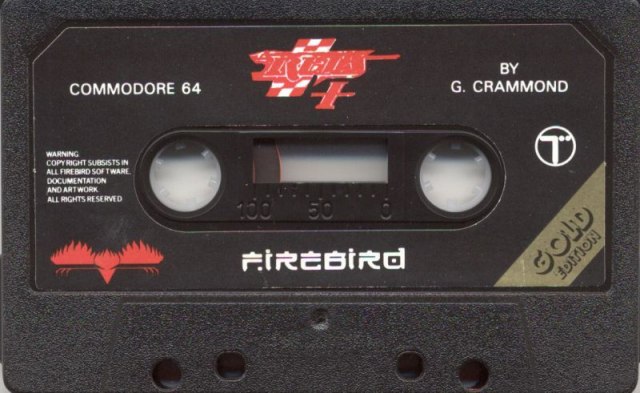 REVS
+
COMMODORE 64
BY
G. CRAMMOND
T
WARNING
COPYRIGHT SUBSISTS IN
ALL FIREBIRD SOFTWARE,
DOCUMENTATION
AND ARTWORK.
ALL RIGHTS RESERVED
100 50 0
GOLD
EDITION
FIREBIRD